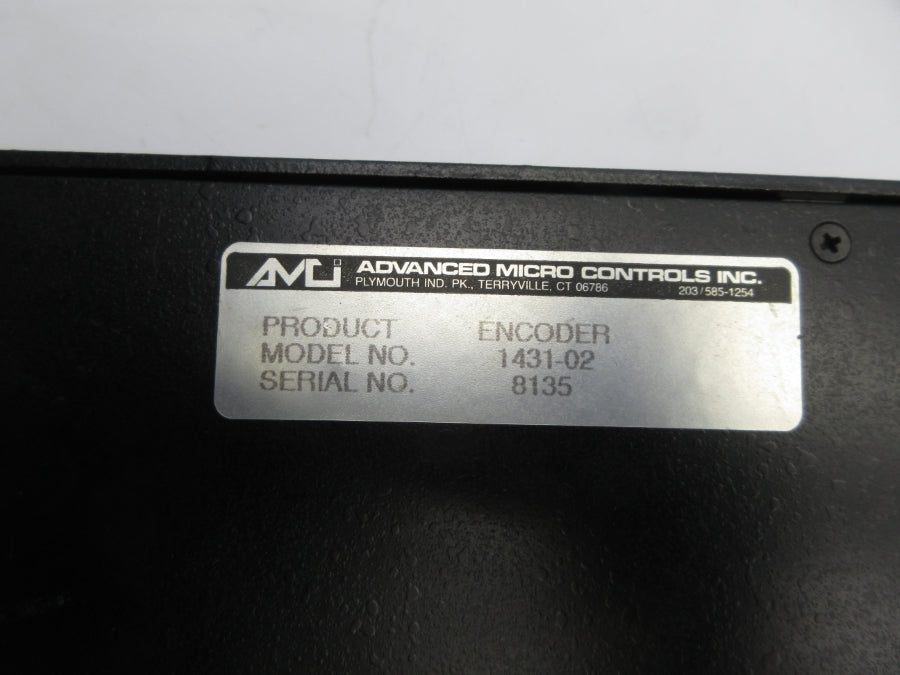 AMCi ADVANCED MICRO CONTROLS INC.
PLYMOUTH IND. PK., TERRYVILLE, CT 06786 203/585-1254
PRODUCT ENCODER
MODEL NO. 1431-02
SERIAL NO. 8135